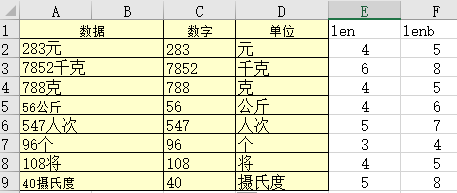 A B C D E F
1 数据 数字 单位 len lenb
2 283元 283 元 4 5
3 7852千克 7852 千克 6 8
4 788克 788 克 4 5
5 56公斤 56 公斤 4 6
6 547人次 547 人次 5 7
7 96个 96 个 3 4
8 108将 108 将 4 5
9 40摄氏度 40 摄氏度 5 8